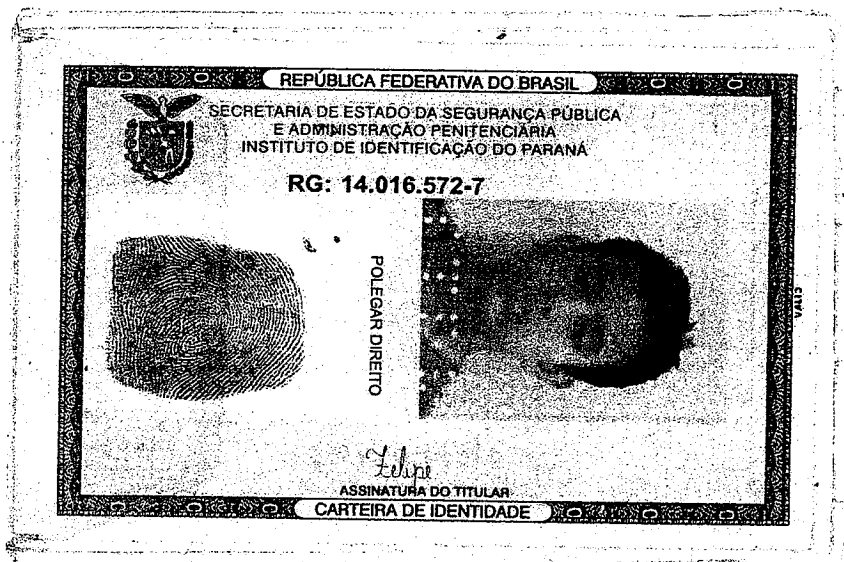 REPÚBLICA FEDERATIVA DO BRASIL
SECRETARIA DE ESTADO DA SEGURANÇA PÚBLICA
E ADMINISTRAÇÃO PENITENCIÁRIA
INSTITUTO DE IDENTIFICAÇÃO DO PARANÁ
RG: 14.016.572-7
POLEGAR DIREITO
Felipe
ASSINATURA DO TITULAR
CARTEIRA DE IDENTIDADE